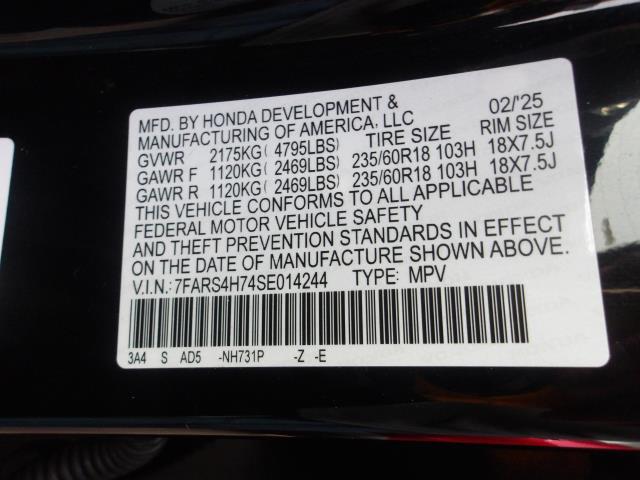 MFD. BY HONDA DEVELOPMENT & 02/'25
MANUFACTURING OF AMERICA, LLC
TIRE SIZE RIM SIZE
GVWR 2175KG( 4795LBS)
GAWR F 1120KG( 2469LBS) 235/60R18 103H 18X7.5J
GAWR R 1120KG( 2469LBS) 235/60R18 103H 18X7.5J
THIS VEHICLE CONFORMS TO ALL APPLICABLE
FEDERAL MOTOR VEHICLE SAFETY
AND THEFT PREVENTION STANDARDS IN EFFECT
ON THE DATE OF MANUFACTURE SHOWN ABOVE.
V.I.N.: 7FARS4H74SE014244 TYPE: MPV
3A4 S AD5 -NH731P -Z -E